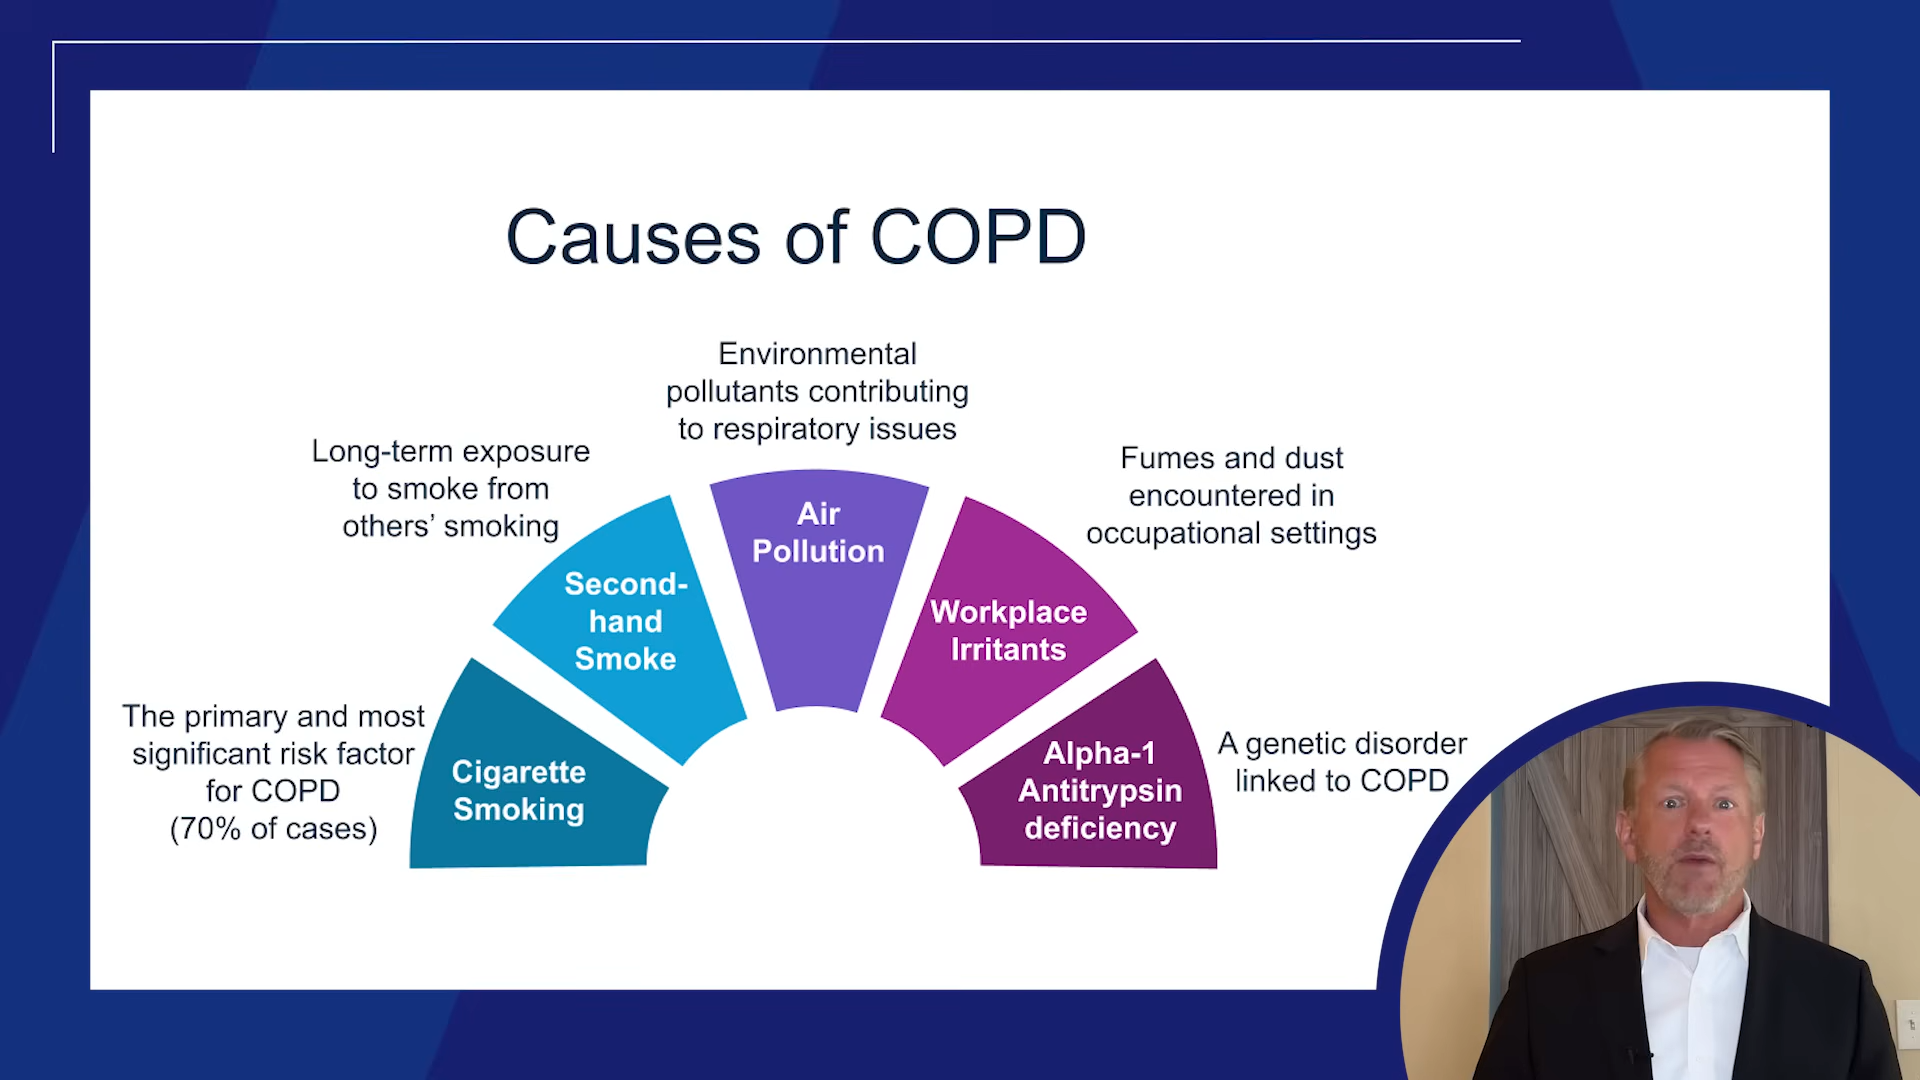 Causes of COPD
Environmental
pollutants contributing
to respiratory issues
Long-term exposure
to smoke from
others’ smoking
Fumes and dust
encountered in
occupational settings
Air
Pollution
Second-
hand
Smoke
Workplace
Irritants
The primary and most
significant risk factor
for COPD
(70% of cases)
Cigarette
Smoking
Alpha-1
Antitrypsin
deficiency
A genetic disorder
linked to COPD